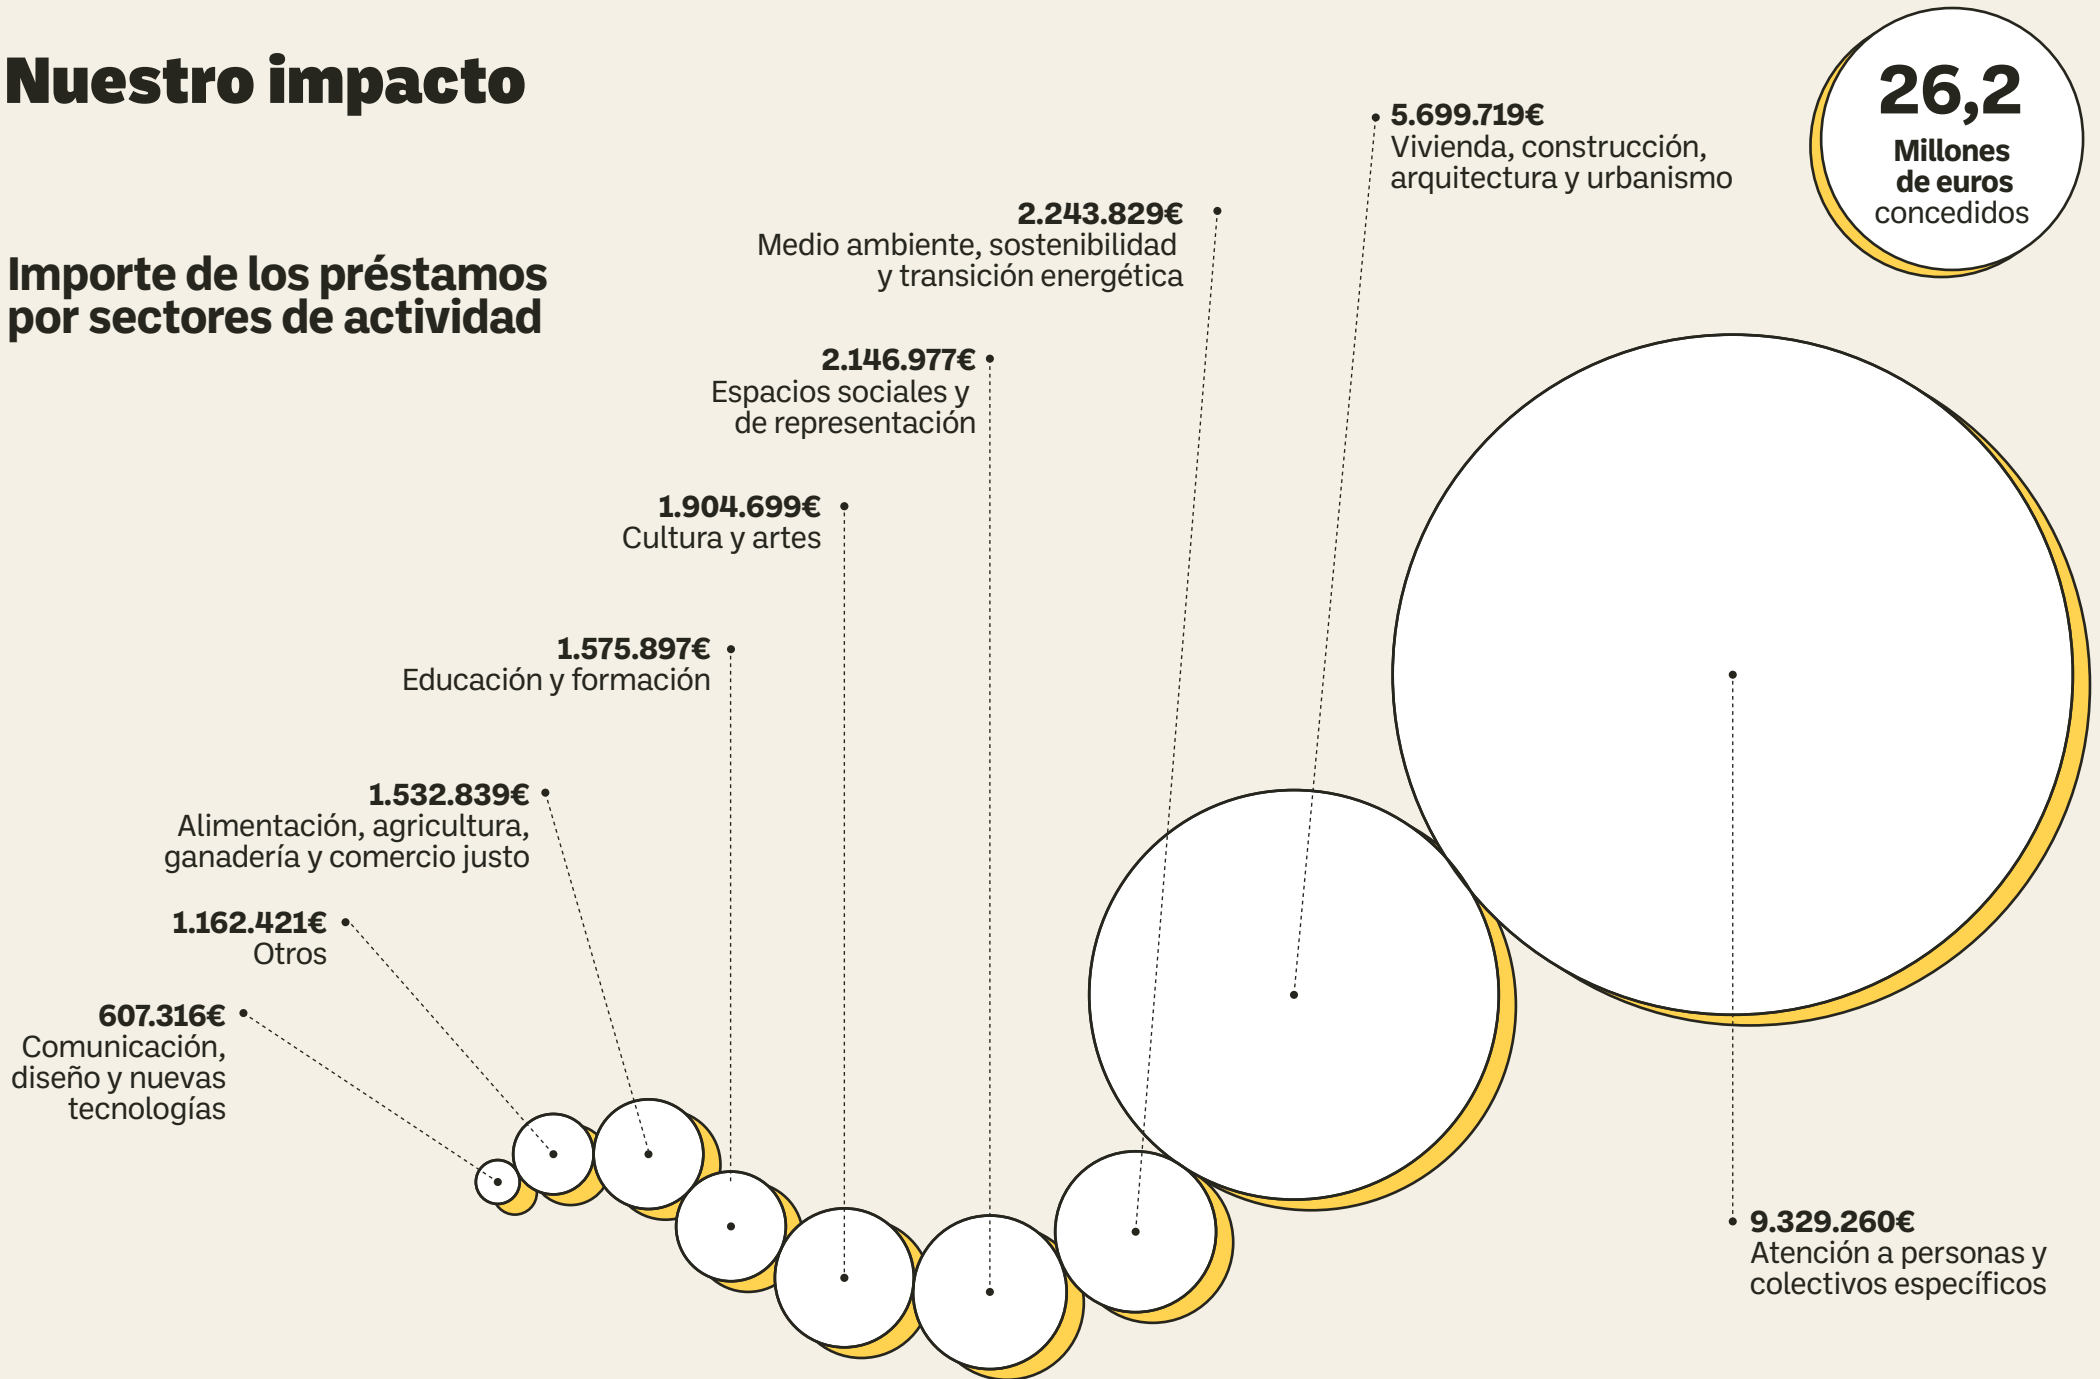 Nuestro impacto
26,2
Millones
de euros
concedidos
Importe de los préstamos
por sectores de actividad
5.699.719€
Vivienda, construcción,
arquitectura y urbanismo
2.243.829€
Medio ambiente, sostenibilidad
y transición energética
2.146.977€
Espacios sociales y
de representación
1.904.699€
Cultura y artes
1.575.897€
Educación y formación
1.532.839€
Alimentación, agricultura,
ganadería y comercio justo
1.162.421€
Otros
607.316€
Comunicación,
diseño y nuevas
tecnologías
9.329.260€
Atención a personas y
colectivos específicos